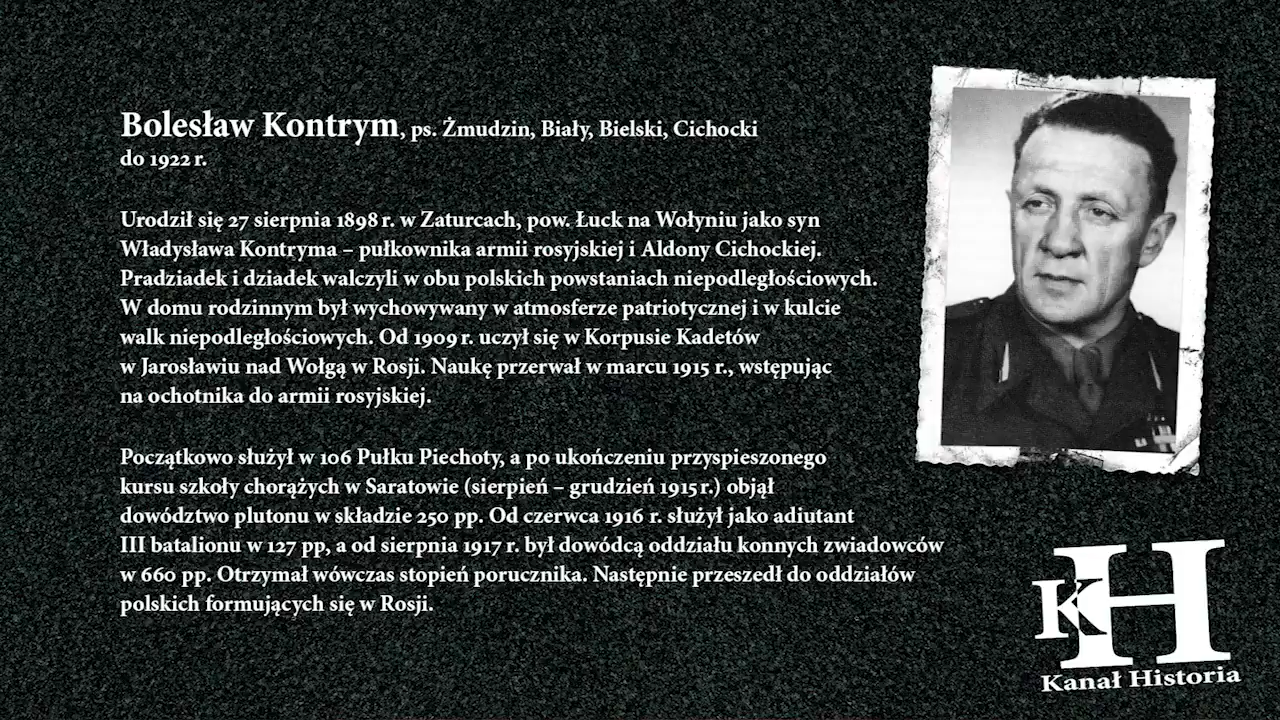 Bolesław Kontrym, ps. Żmudzin, Biały, Bielski, Cichocki
do 1922 r.
Urodził się 27 sierpnia 1898 r. w Zaturcach, pow. Łuck na Wołyniu jako syn
Władysława Kontryma – pułkownika armii rosyjskiej i Aldony Cichockiej.
Pradziadek i dziadek walczyli w obu polskich powstaniach niepodległościowych.
W domu rodzinnym był wychowywany w atmosferze patriotycznej i w kulcie
walk niepodległościowych. Od 1909 r. uczył się w Korpusie Kadetów
w Jarosławiu nad Wołgą w Rosji. Naukę przerwał w marcu 1915 r., wstępując
na ochotnika do armii rosyjskiej.
Początkowo służył w 106 Pułku Piechoty, a po ukończeniu przyspieszonego
kursu szkoły chorążych w Saratowie (sierpień – grudzień 1915 r.) objął
dowództwo plutonu w składzie 250 pp. Od czerwca 1916 r. służył jako adiutant
III batalionu w 127 pp, a od sierpnia 1917 r. był dowódcą oddziału konnych zwiadowców
w 660 pp. Otrzymał wówczas stopień porucznika. Następnie przeszedł do oddziałów
polskich formujących się w Rosji.
KH
Kanał Historia